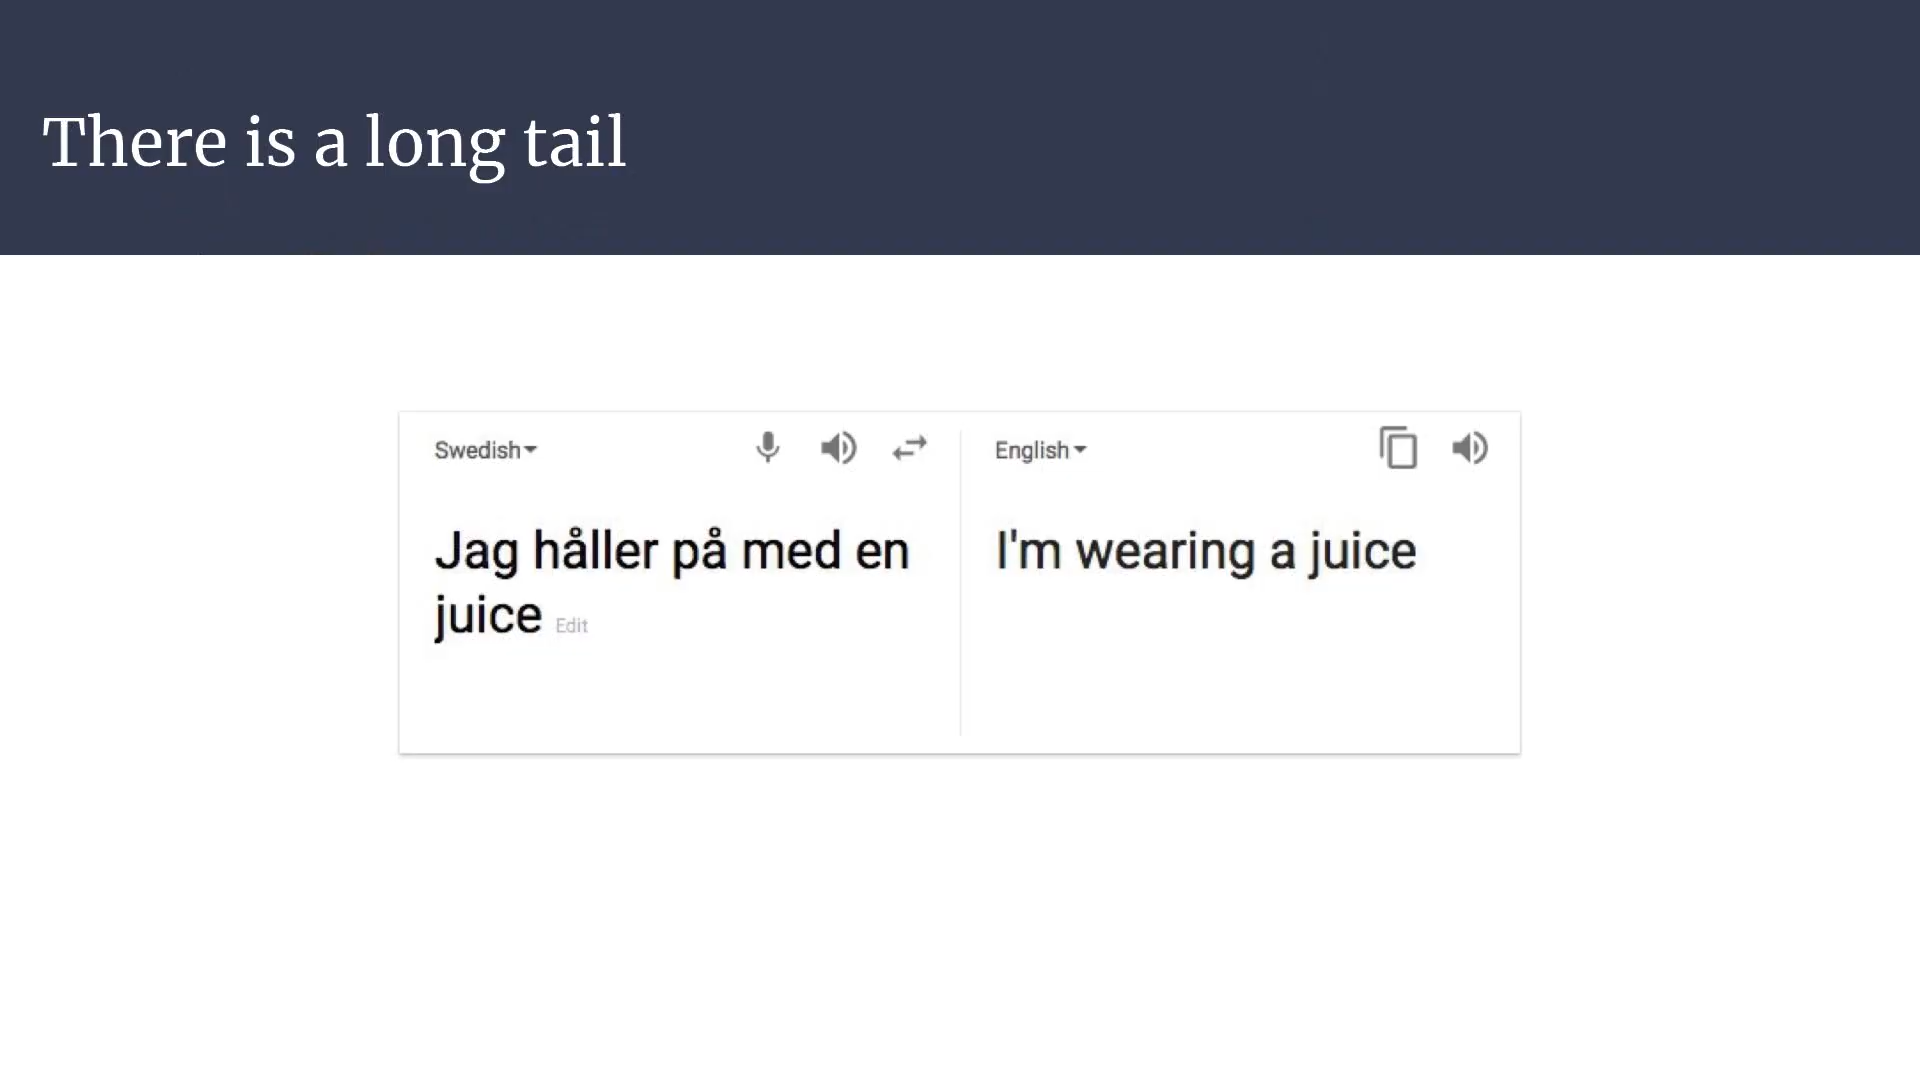 There is a long tail
Swedish
English
Jag håller på med en
juice Edit
I'm wearing a juice